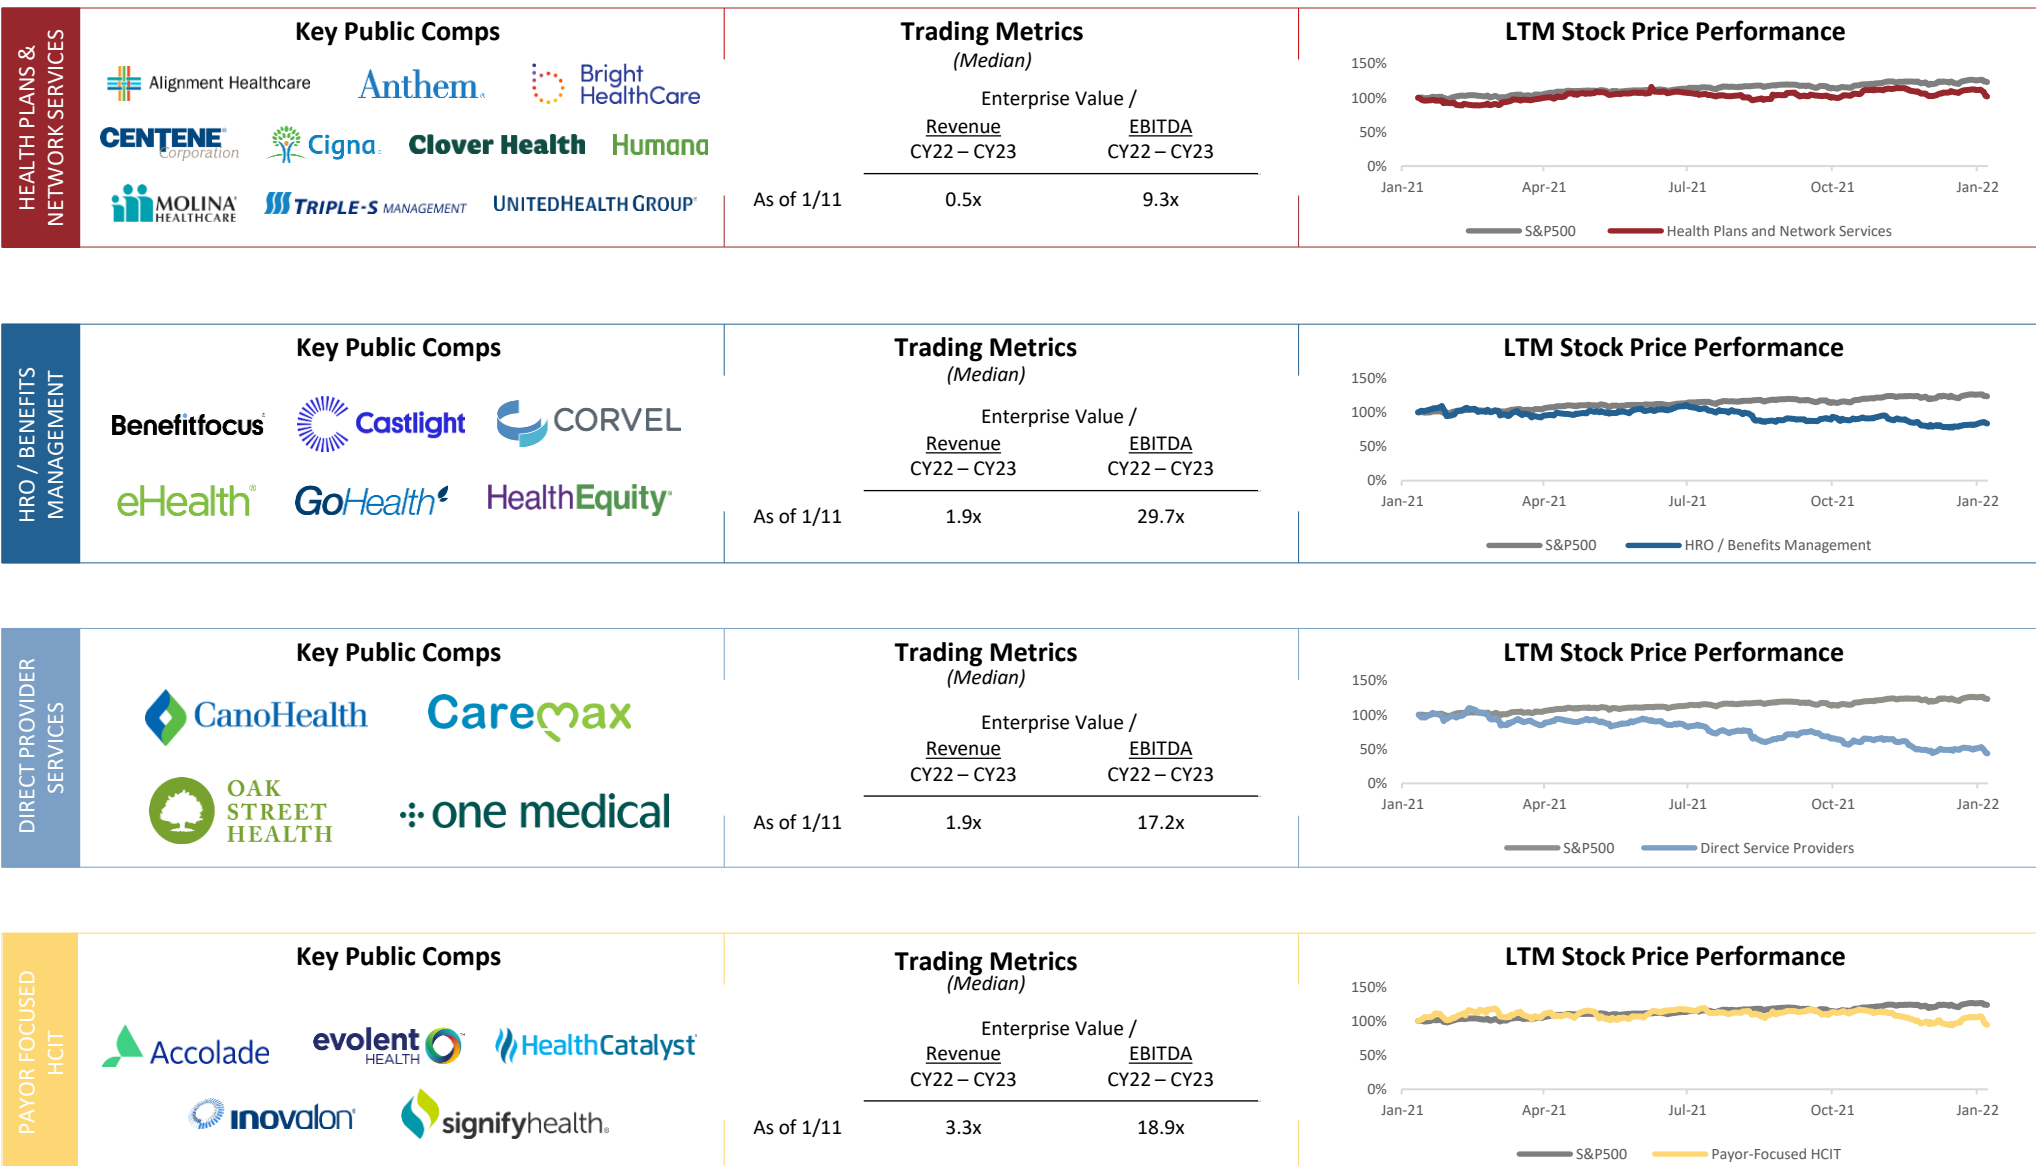 HEALTH PLANS &
NETWORK SERVICES
Key Public Comps
Alignment Healthcare
Anthem
Bright
HealthCare
CENTENE
Corporation
Cigna
Clover Health
Humana
MOLINA
HEALTHCARE
TRIPLE-S MANAGEMENT
UNITEDHEALTH GROUP
Trading Metrics
(Median)
Enterprise Value /
Revenue EBITDA
CY22 – CY23 CY22 – CY23
As of 1/11 0.5x 9.3x
LTM Stock Price Performance
150%
100%
50%
0%
Jan-21 Apr-21 Jul-21 Oct-21 Jan-22
S&P500 Health Plans and Network Services
HRO / BENEFITS
MANAGEMENT
Key Public Comps
Benefitfocus
Castlight
CORVEL
eHealth®
GoHealth
HealthEquity
Trading Metrics
(Median)
Enterprise Value /
Revenue EBITDA
CY22 – CY23 CY22 – CY23
As of 1/11 1.9x 29.7x
LTM Stock Price Performance
150%
100%
50%
0%
Jan-21 Apr-21 Jul-21 Oct-21 Jan-22
S&P500 HRO / Benefits Management
DIRECT PROVIDER
SERVICES
Key Public Comps
CanoHealth
Caremax
OAK
STREET
HEALTH
one medical
Trading Metrics
(Median)
Enterprise Value /
Revenue EBITDA
CY22 – CY23 CY22 – CY23
As of 1/11 1.9x 17.2x
LTM Stock Price Performance
150%
100%
50%
0%
Jan-21 Apr-21 Jul-21 Oct-21 Jan-22
S&P500 Direct Service Providers
PAYOR FOCUSED
HCIT
Key Public Comps
Accolade
evolent
HEALTH
HealthCatalyst
inovalon
signifyhealth.
Trading Metrics
(Median)
Enterprise Value /
Revenue EBITDA
CY22 – CY23 CY22 – CY23
As of 1/11 3.3x 18.9x
LTM Stock Price Performance
150%
100%
50%
0%
Jan-21 Apr-21 Jul-21 Oct-21 Jan-22
S&P500 Payor-Focused HCIT